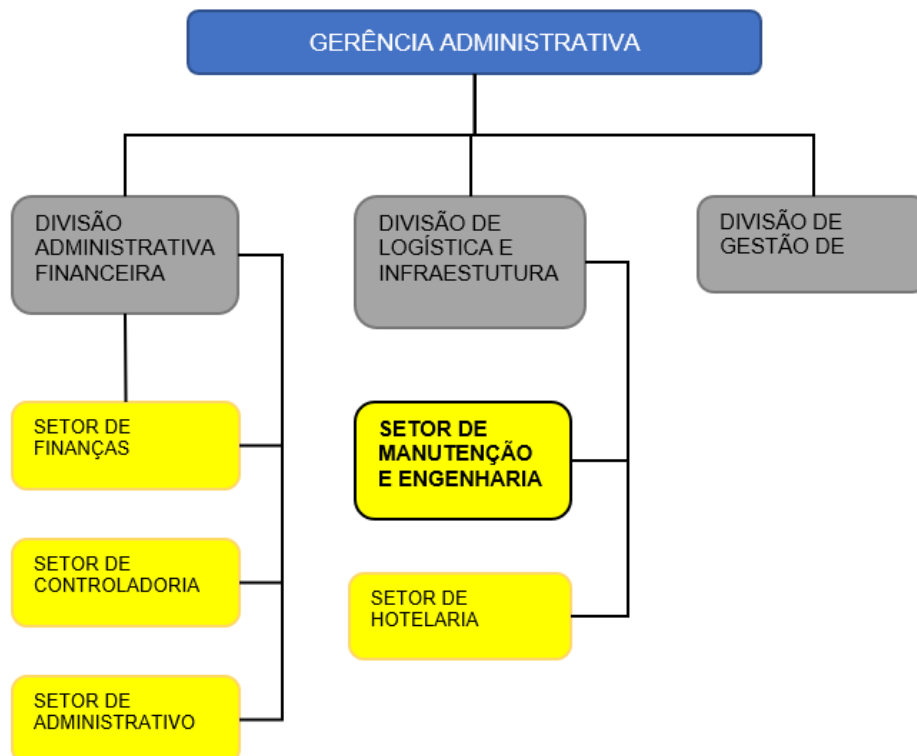 GERÊNCIA ADMINISTRATIVA
DIVISÃO
ADMINISTRATIVA
FINANCEIRA
DIVISÃO DE
LOGÍSTICA E
INFRAESTUTURA
DIVISÃO DE
GESTÃO DE
SETOR DE
FINANÇAS
SETOR DE
MANUTENÇÃO
E ENGENHARIA
SETOR DE
CONTROLADORIA
SETOR DE
HOTELARIA
SETOR DE
ADMINISTRATIVO